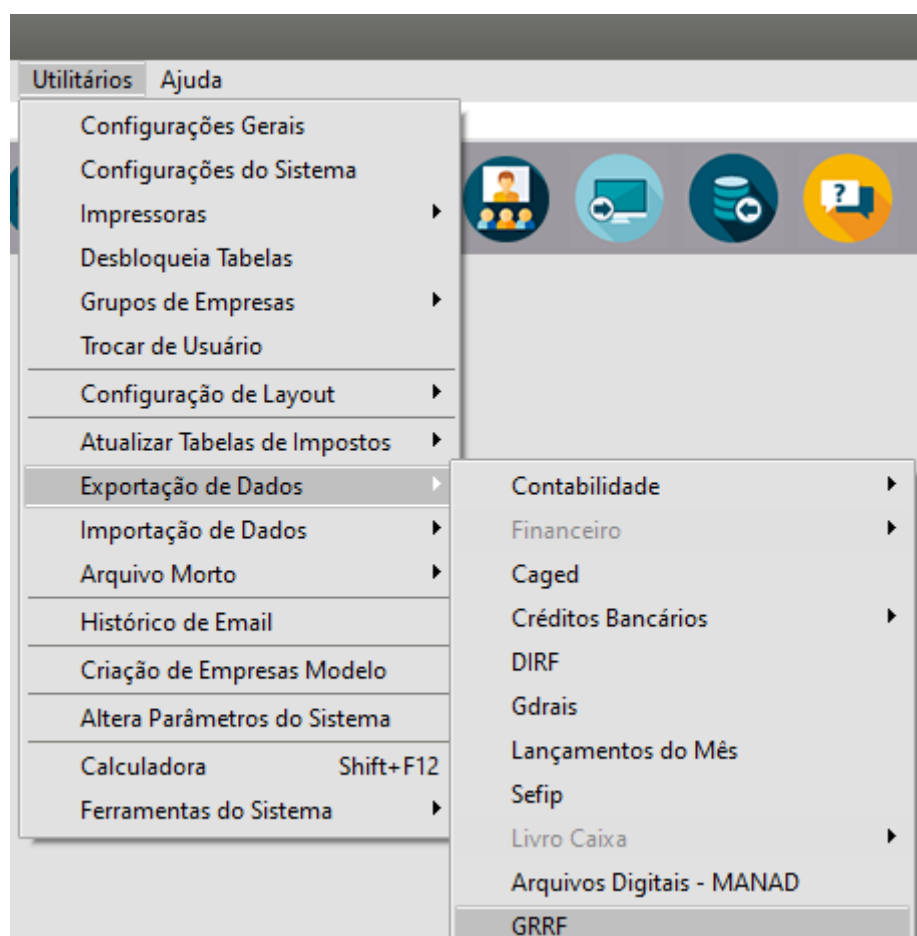 Utilitários Ajuda
Configurações Gerais
Configurações do Sistema
Impressoras
Desbloqueia Tabelas
Grupos de Empresas
Trocar de Usuário
Configuração de Layout
Atualizar Tabelas de Impostos
Exportação de Dados
Importação de Dados
Arquivo Morto
Histórico de Email
Criação de Empresas Modelo
Altera Parâmetros do Sistema
Calculadora Shift+F12
Ferramentas do Sistema
Contabilidade
Financeiro
Caged
Créditos Bancários
DIRF
Gdrais
Lançamentos do Mês
Sefip
Livro Caixa
Arquivos Digitais - MANAD
GRRF
?